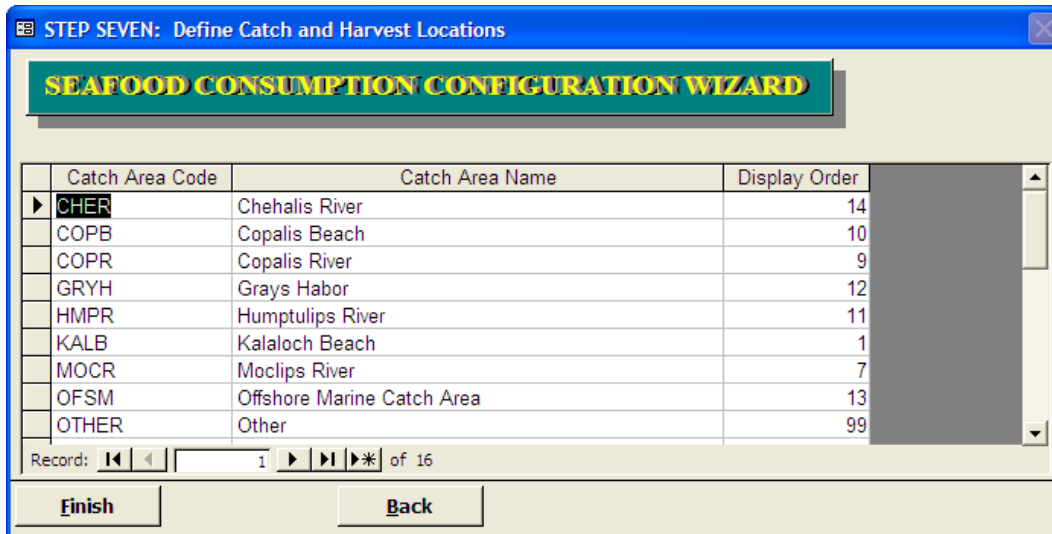 STEP SEVEN: Define Catch and Harvest Locations
SEAFOOD CONSUMPTION CONFIGURATION WIZARD
Catch Area Code Catch Area Name Display Order
CHER Chehalis River 14
COPB Copalis Beach 10
COPR Copalis River 9
GRYH Grays Habor 12
HMPR Humptulips River 11
KALB Kalaloch Beach 1
MOCR Moclips River 7
OFSM Offshore Marine Catch Area 13
OTHER Other 99
Record: 1 of 16
Finish Back